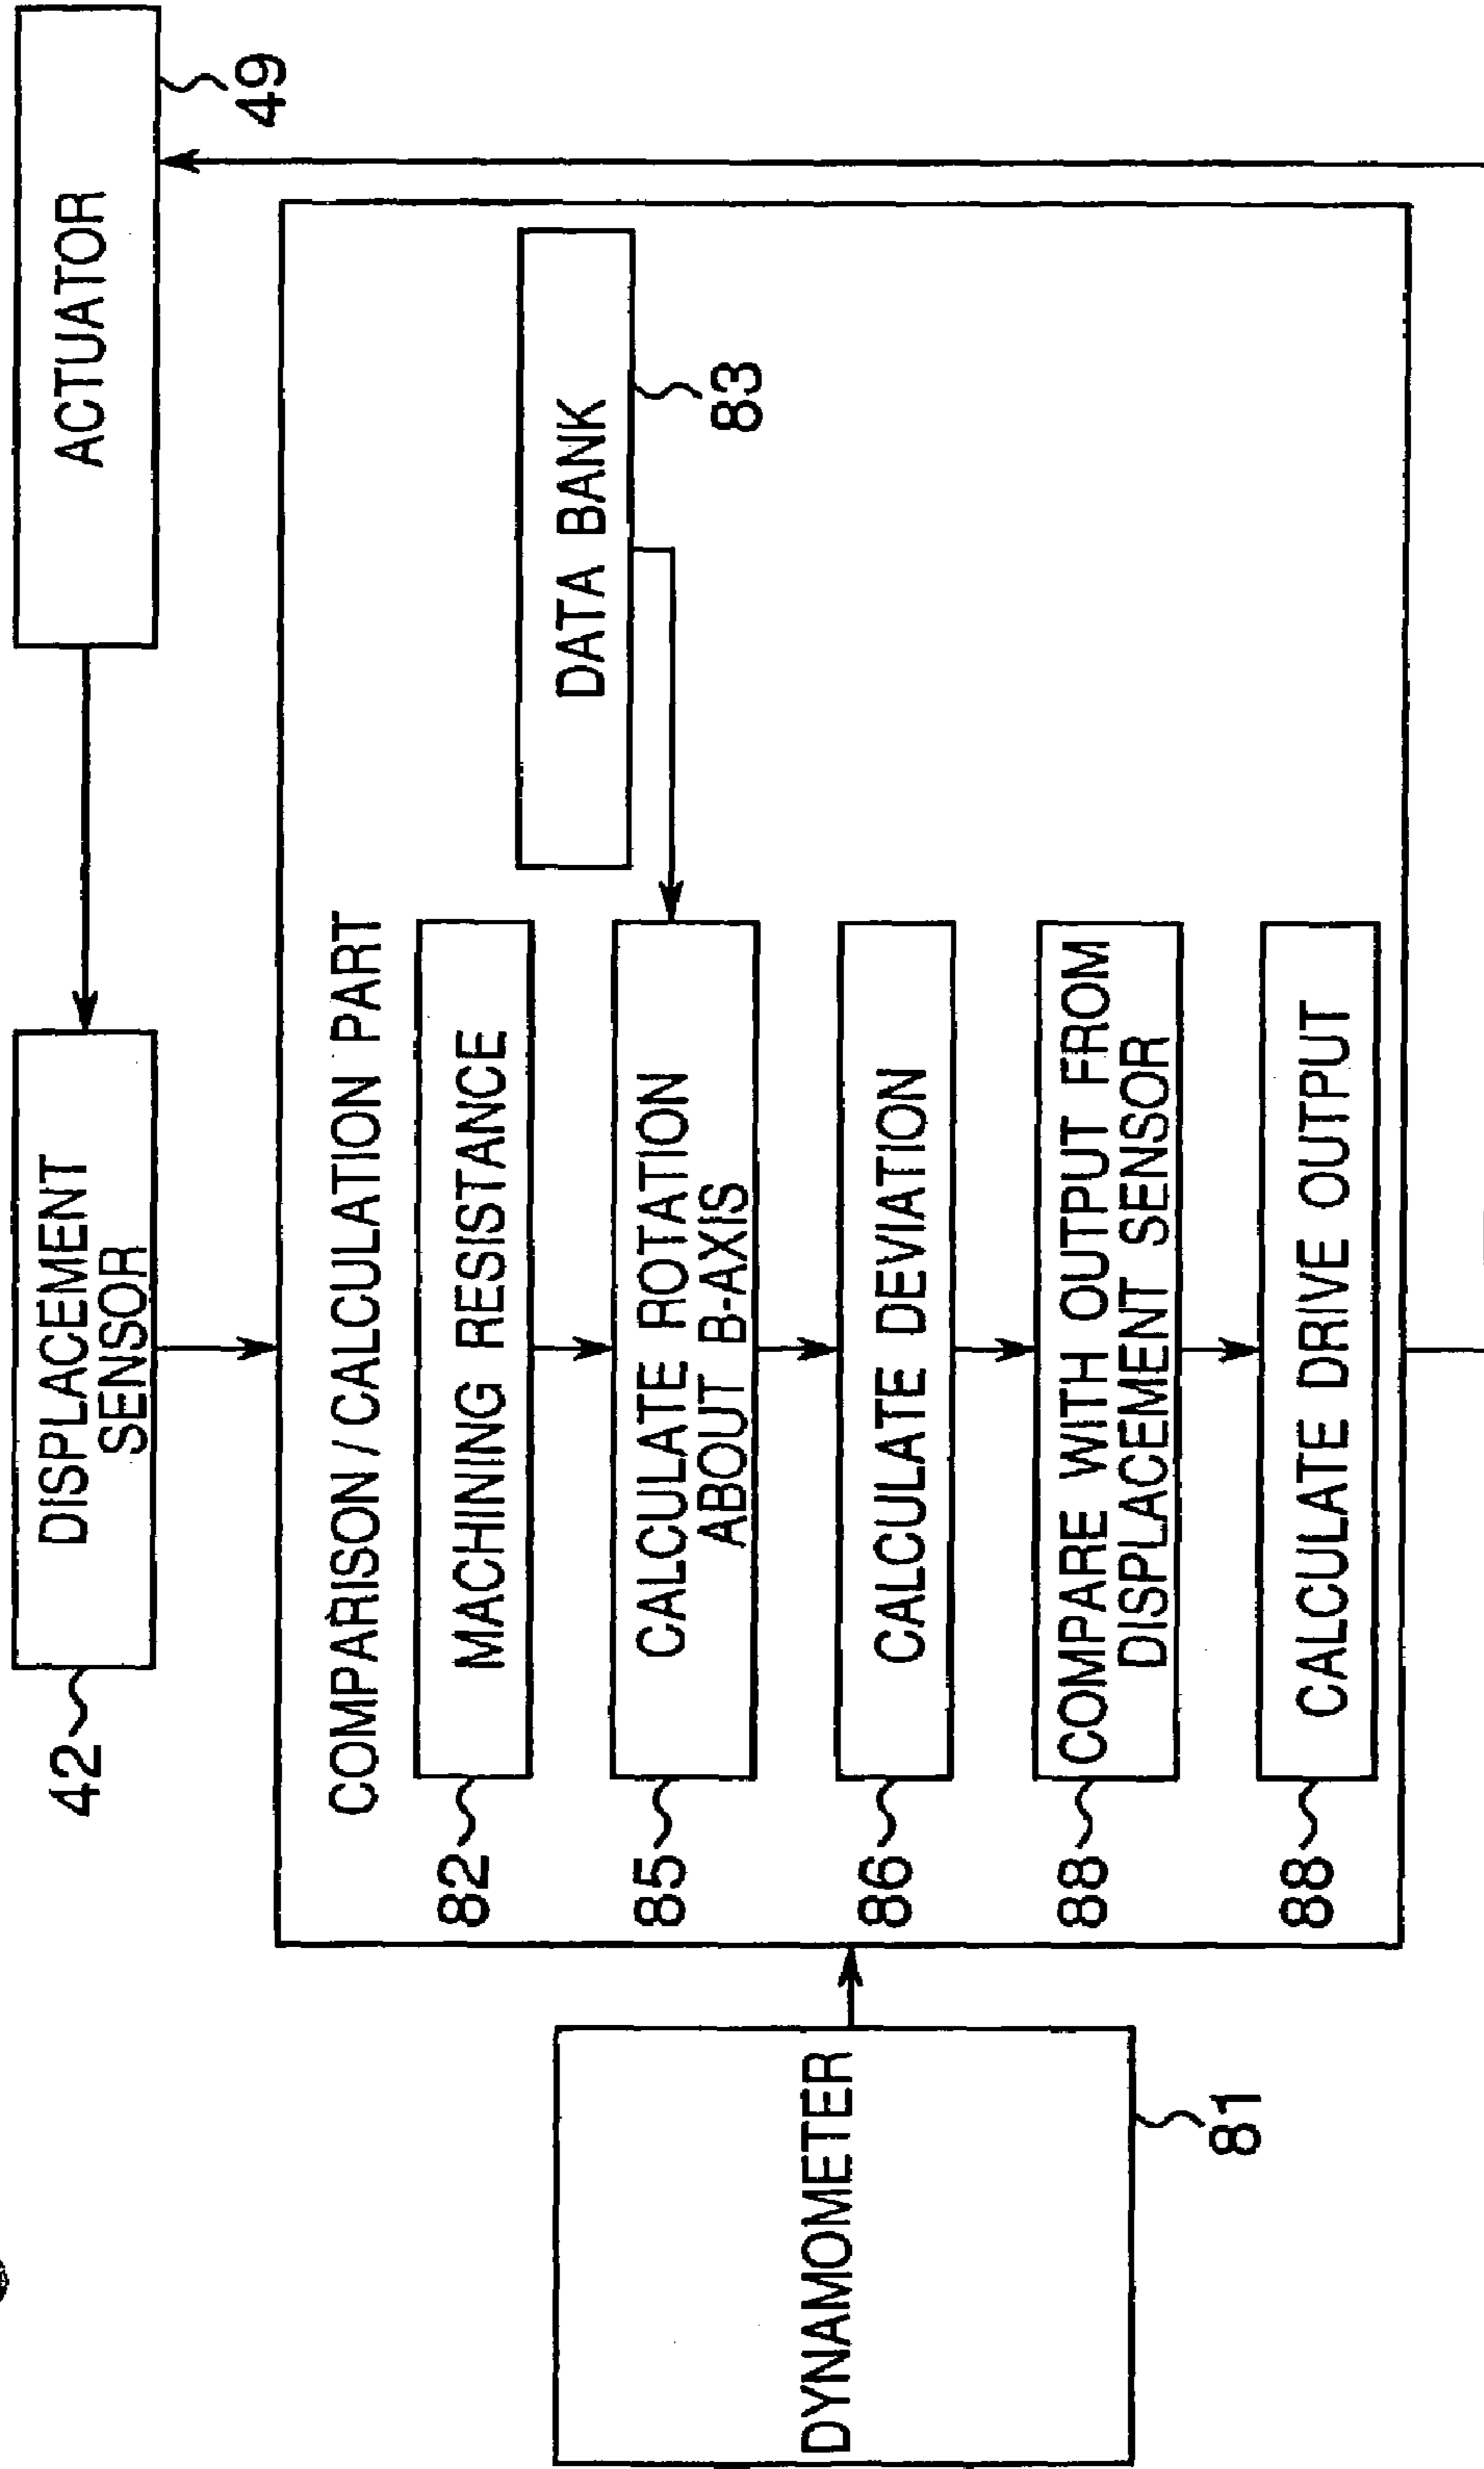 42
DISPLACEMENT
SENSOR
ACTUATOR
49
COMPARISON / CALCULATION PART
82
MACHINING RESISTANCE
DATA BANK
83
85
CALCULATE ROTATION
ABOUT B-AXIS
86
CALCULATE DEVIATION
88
COMPARE WITH OUTPUT FROM
DISPLACEMENT SENSOR
88
CALCULATE DRIVE OUTPUT
DYNAMOMETER
81